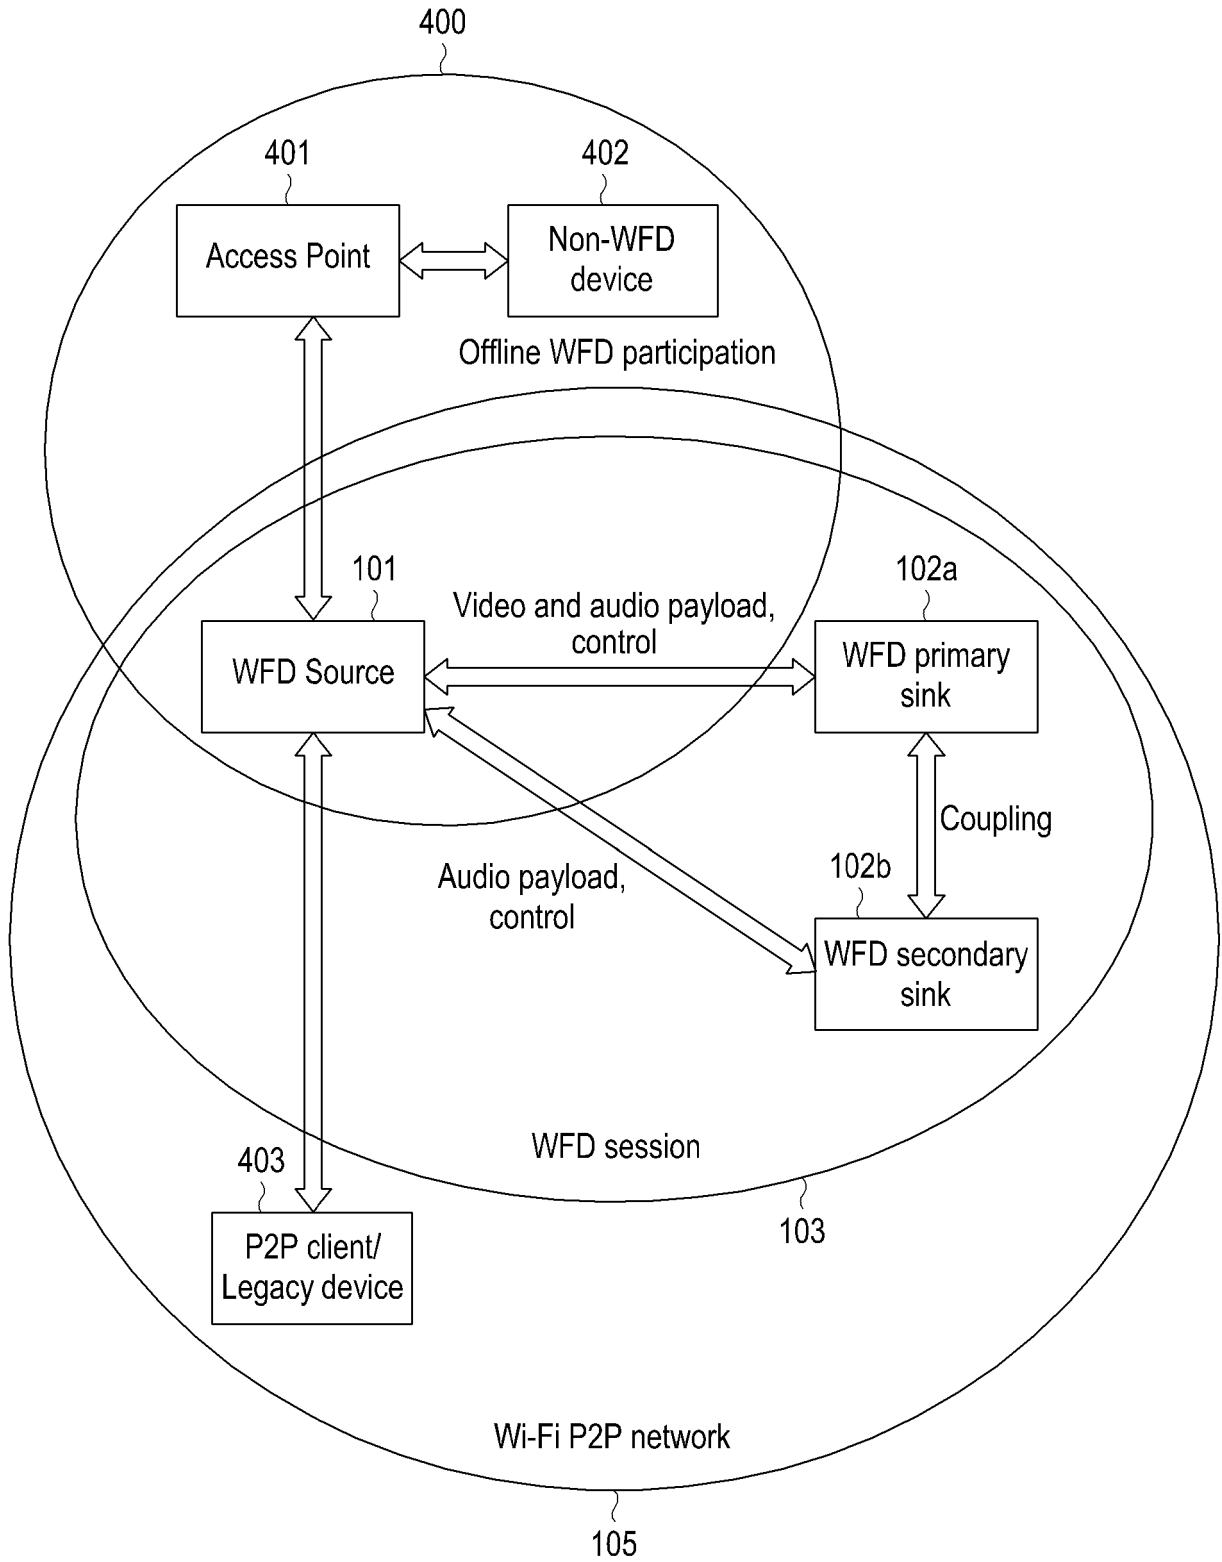 400
401
402
Access Point
Non-WFD
device
Offline WFD participation
101
102a
Video and audio payload,
control
WFD Source
WFD primary
sink
Coupling
102b
Audio payload,
control
WFD secondary
sink
WFD session
403
103
P2P client/
Legacy device
Wi-Fi P2P network
105